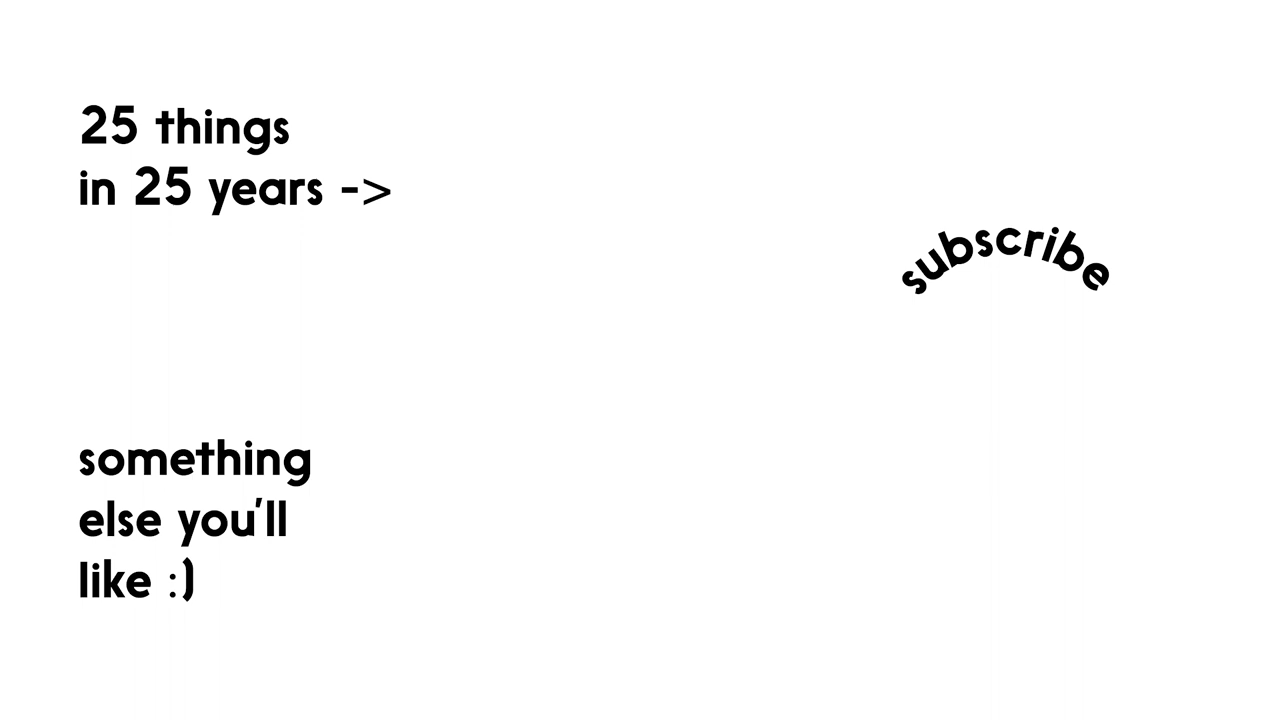 25 things
in 25 years ->
subscribe
something
else you'll
like :)